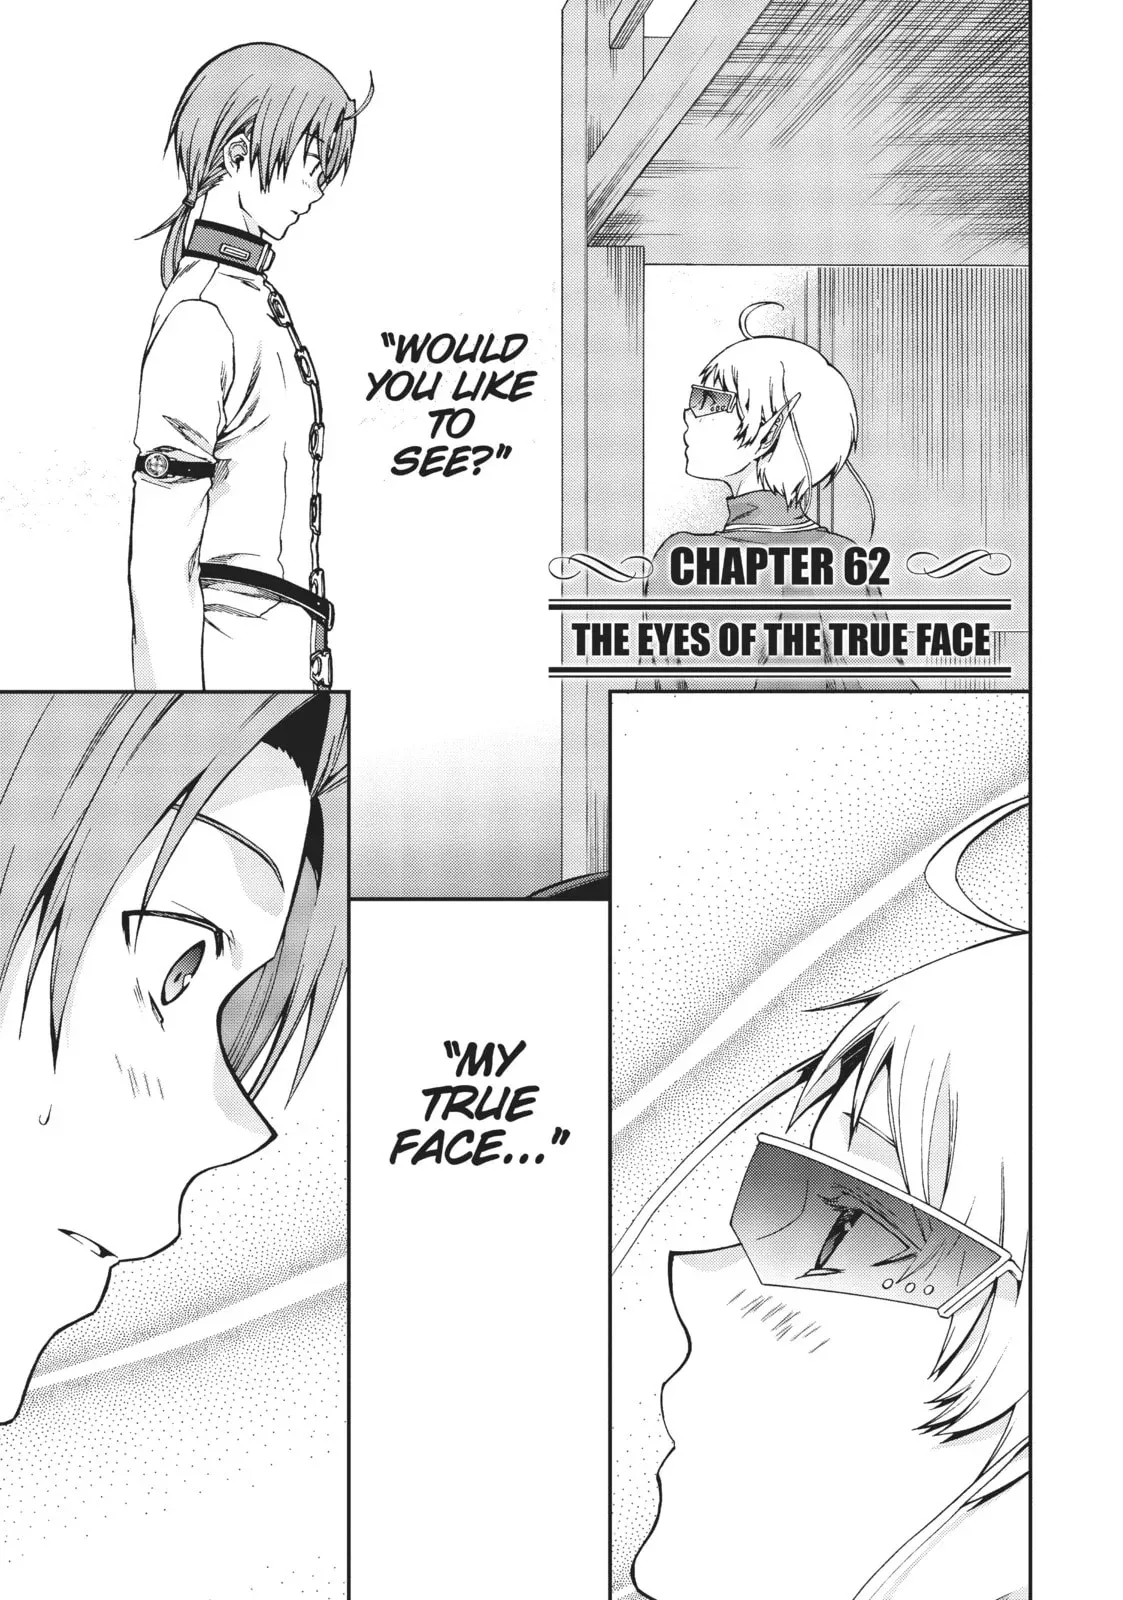 "WOULD
YOU LIKE
TO
SEE?"
CHAPTER 62
THE EYES OF THE TRUE FACE
"MY
TRUE
FACE..."